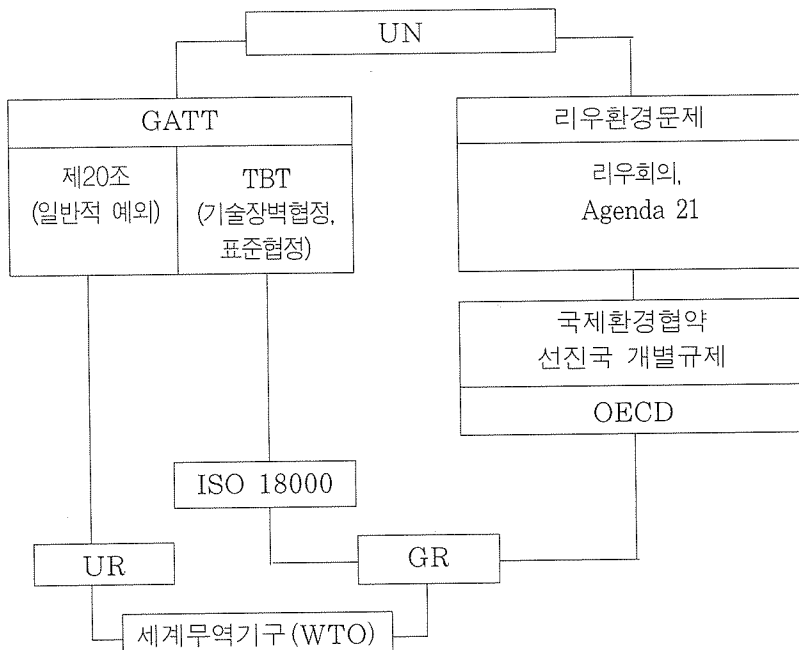 UN
GATT
제20조
(일반적 예외)
TBT
(기술장벽협정,
표준협정)
리우환경문제
리우회의,
Agenda 21
국제환경협약
선진국 개별규제
OECD
ISO 18000
UR
GR
세계무역기구(WTO)